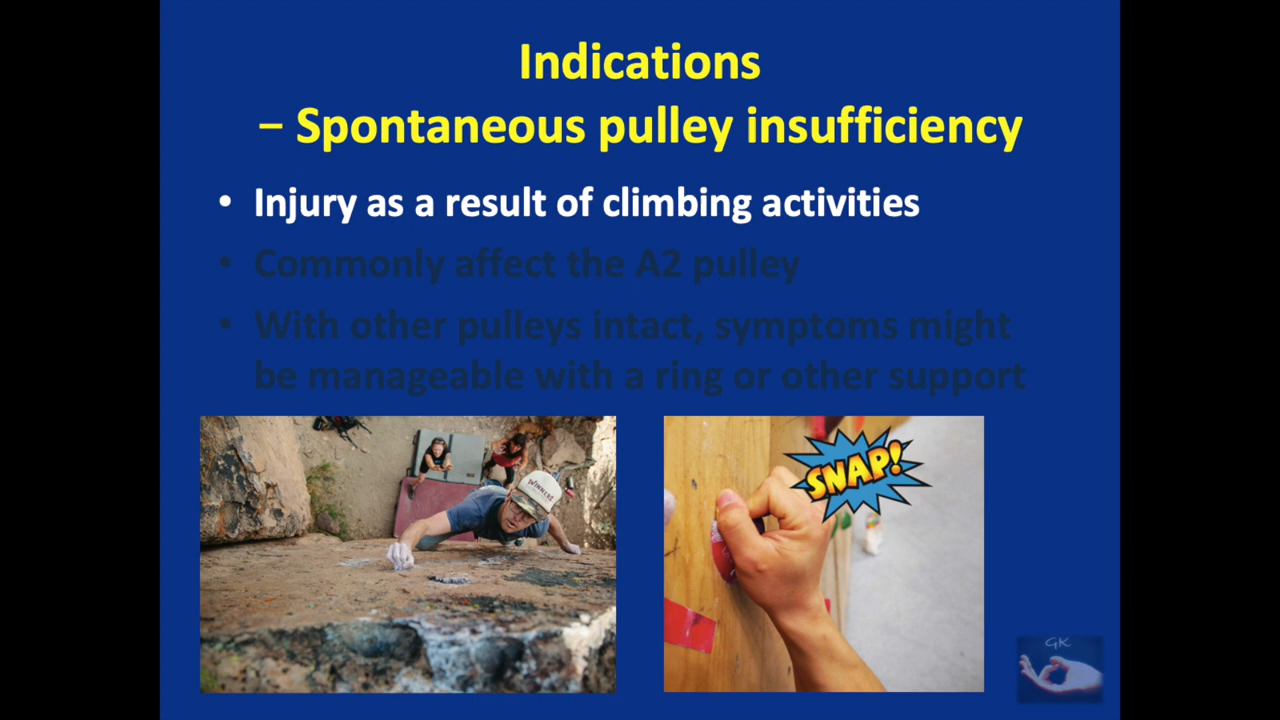 Indications
– Spontaneous pulley insufficiency
• Injury as a result of climbing activities
• Commonly affect the A2 pulley
• With other pulleys intact, symptoms might
be manageable with a ring or other support
WINNERS
SNAP!
GK